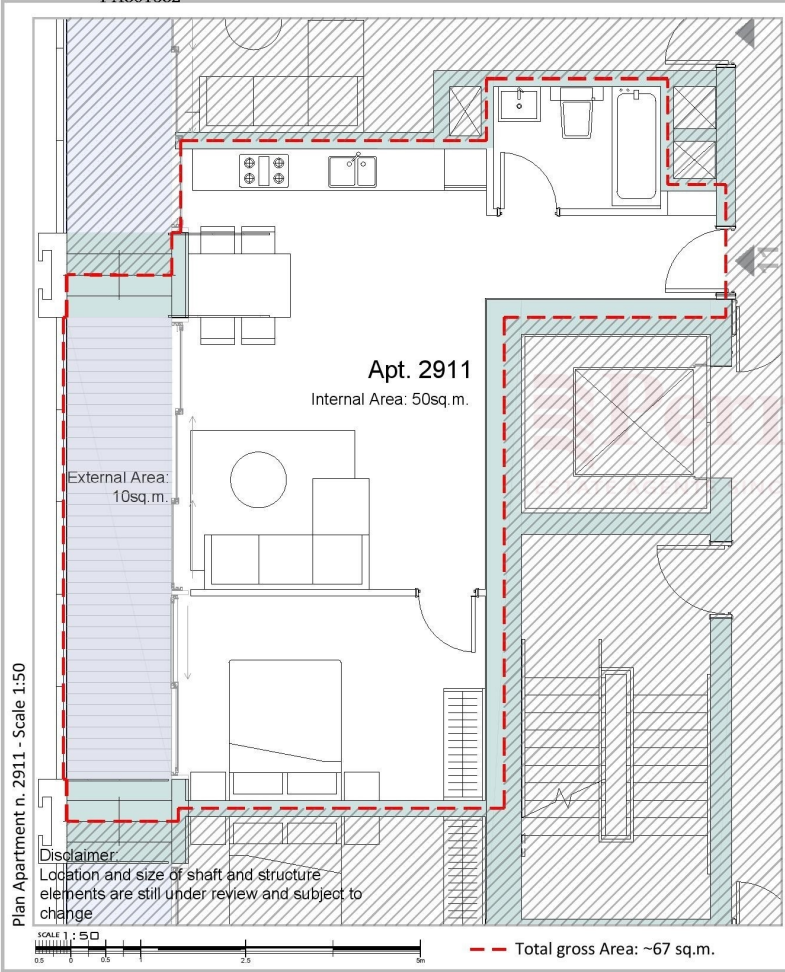 Apt. 2911
Internal Area: 50sq.m.
External Area:
10sq.m.
11
Plan Apartment n. 2911 - Scale 1:50
Disclaimer:
Location and size of shaft and structure
elements are still under review and subject to
change
SCALE 1:50
0.5 0 0.5 1 2.5 5m
Total gross Area: ~67 sq.m.